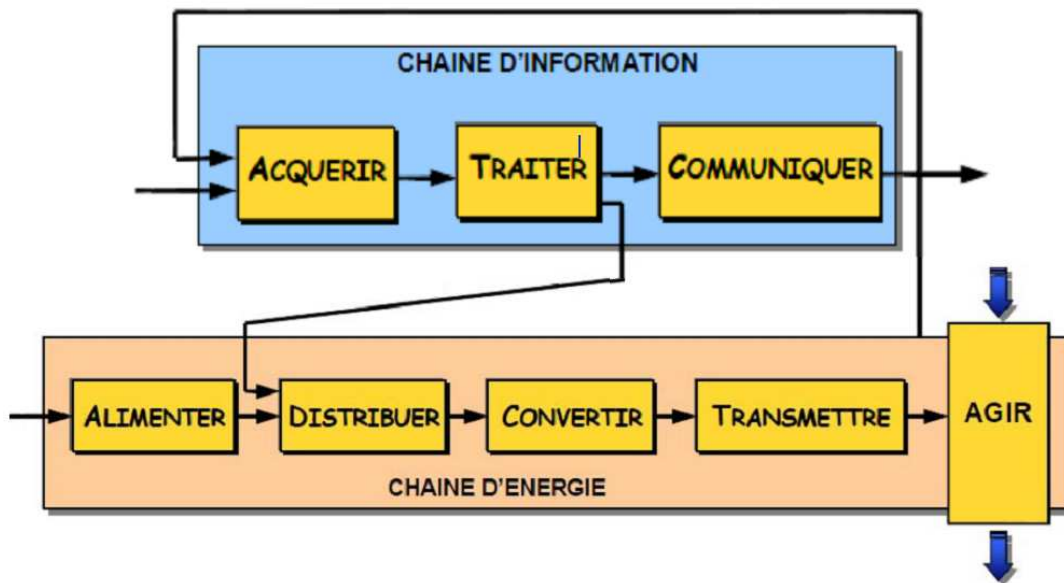 CHAINE D'INFORMATION
ACQUERIR
TRAITER
COMMUNIQUER
ALIMENTER
DISTRIBUER
CONVERTIR
TRANSMETTRE
AGIR
CHAINE D'ENERGIE